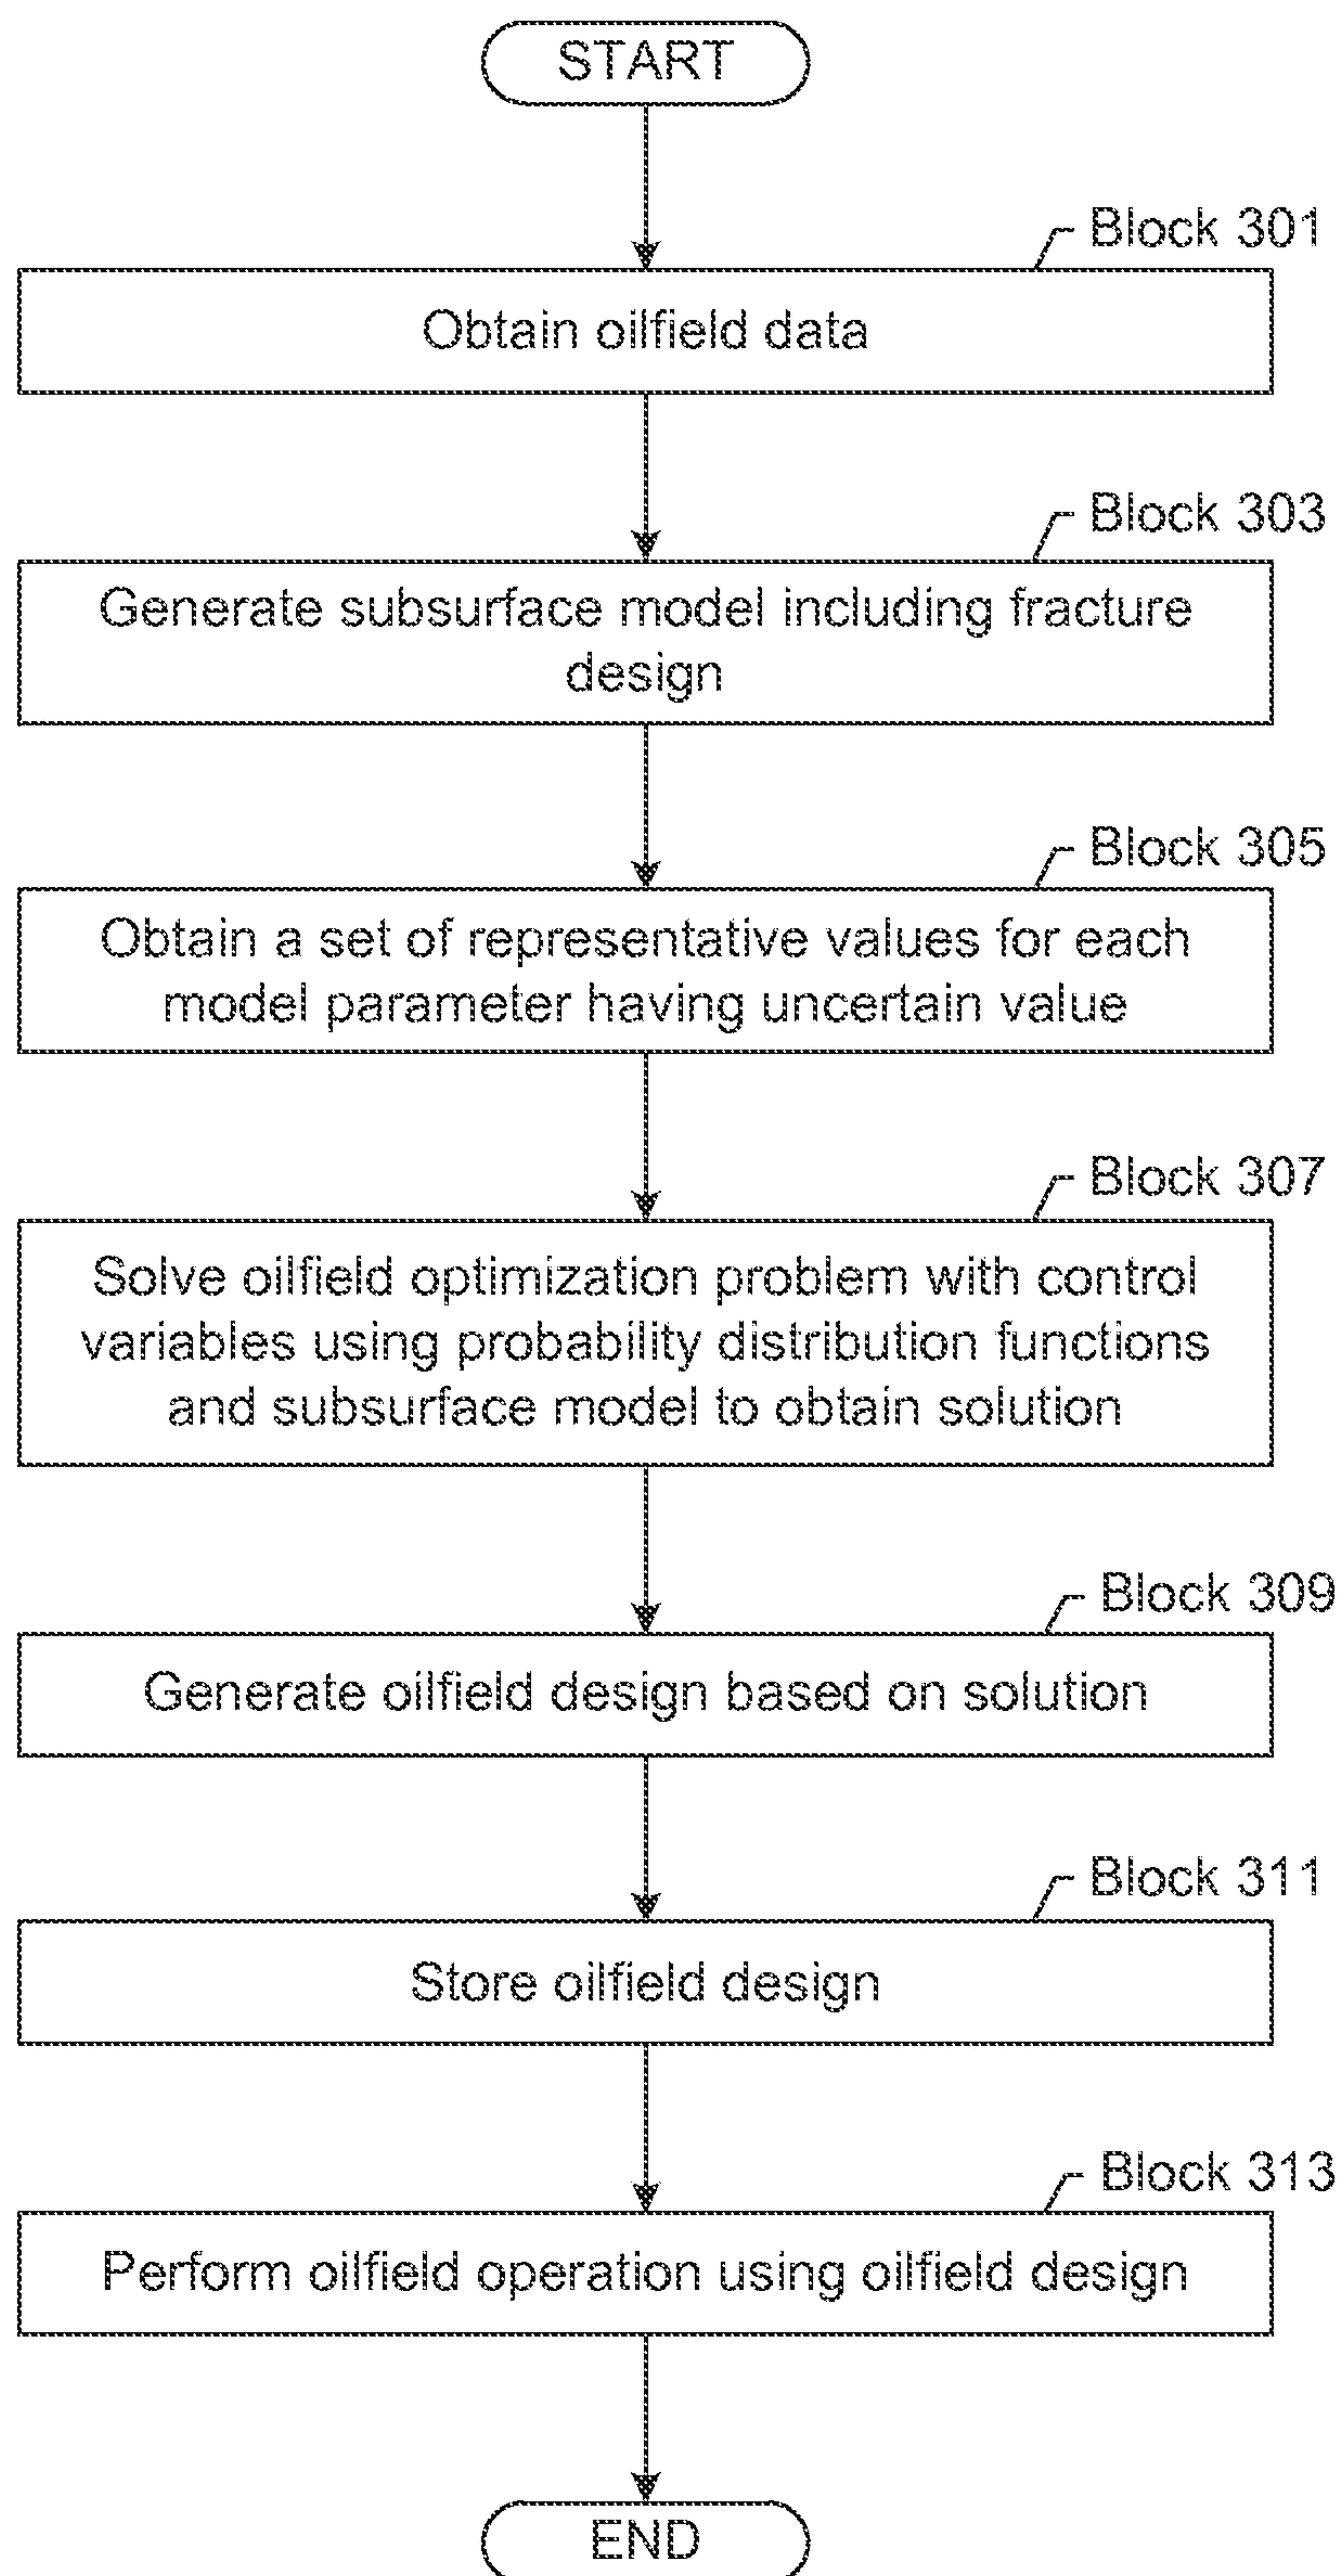 START
Block 301
Obtain oilfield data
Block 303
Generate subsurface model including fracture
design
Block 305
Obtain a set of representative values for each
model parameter having uncertain value
Block 307
Solve oilfield optimization problem with control
variables using probability distribution functions
and subsurface model to obtain solution
Block 309
Generate oilfield design based on solution
Block 311
Store oilfield design
Block 313
Perform oilfield operation using oilfield design
END